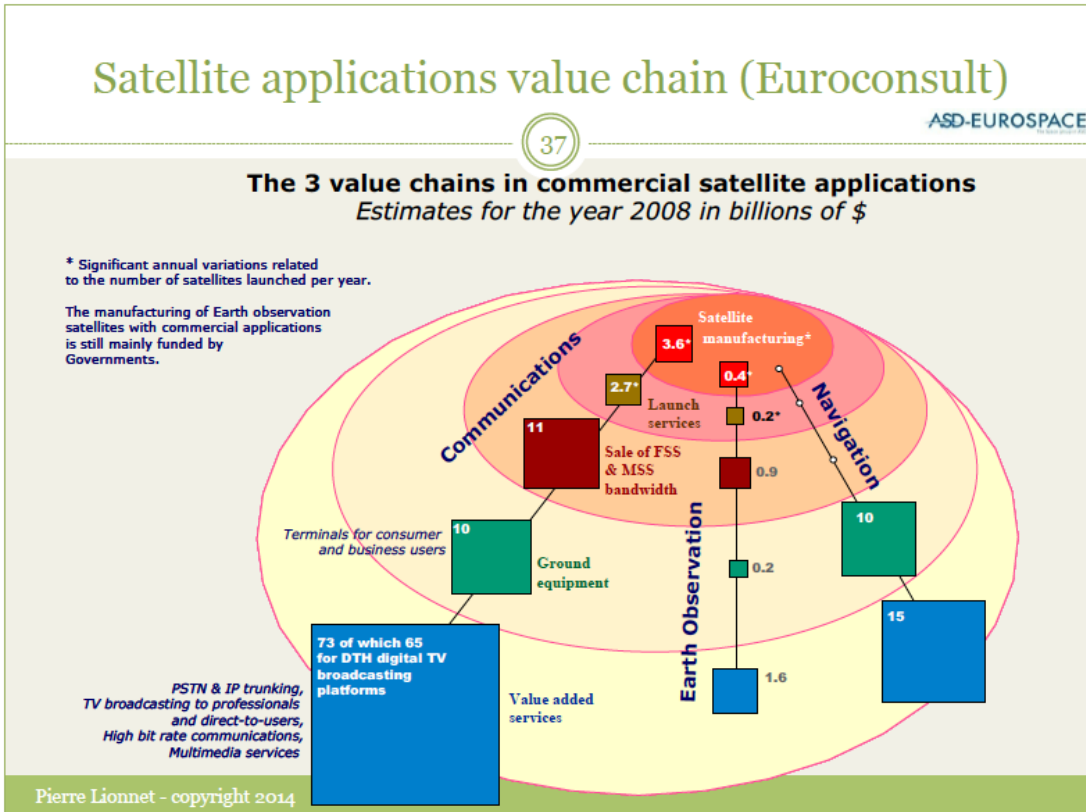 Satellite applications value chain (Euroconsult)
ASD-EUROSPACE
37
The 3 value chains in commercial satellite applications
Estimates for the year 2008 in billions of $
* Significant annual variations related
to the number of satellites launched per year.
The manufacturing of Earth observation
satellites with commercial applications
is still mainly funded by
Governments.
Communications
Earth Observation
Navigation
Satellite
manufacturing*
3.6*
0.4*
2.7*
Launch
services
0.2*
11
Sale of FSS
& MSS
bandwidth
0.9
Terminals for consumer
and business users
10
Ground
equipment
0.2
10
73 of which 65
for DTH digital TV
broadcasting
platforms
Value added
services
1.6
15
PSTN & IP trunking,
TV broadcasting to professionals
and direct-to-users,
High bit rate communications,
Multimedia services
Pierre Lionnet - copyright 2014